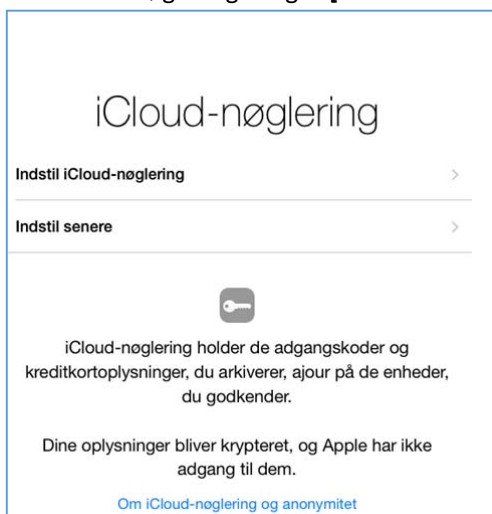 iCloud-nøglering
Indstil iCloud-nøglering
Indstil senere
iCloud-nøglering holder de adgangskoder og
kreditkortoplysninger, du arkiverer, ajour på de enheder,
du godkender.
Dine oplysninger bliver krypteret, og Apple har ikke
adgang til dem.
Om iCloud-nøglering og anonymitet